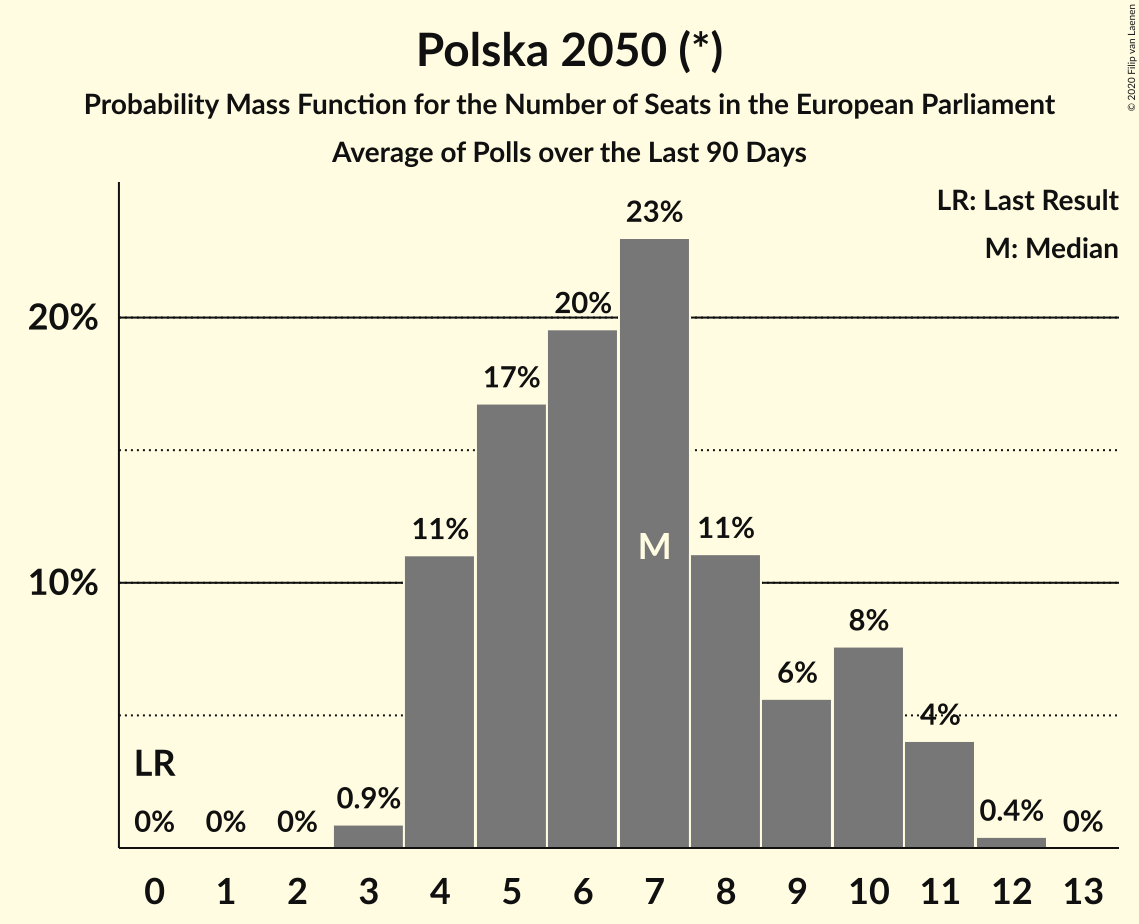 Polska 2050 (*)
Probability Mass Function for the Number of Seats in the European Parliament
Average of Polls over the Last 90 Days
© 2020 Filip van Laenen
LR: Last Result
M: Median
23%
20%
20%
17%
11%
M
11%
10%
8%
6%
4%
LR
0%
0%
0%
0.9%
0.4%
0%
0 1 2 3 4 5 6 7 8 9 10 11 12 13